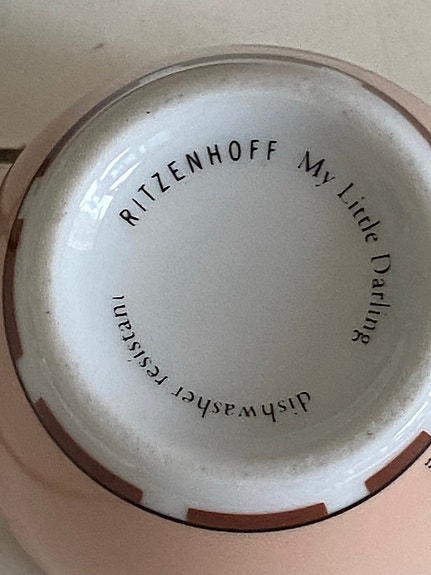 RITZENHOFF My Little Darling
dishwasher resistant